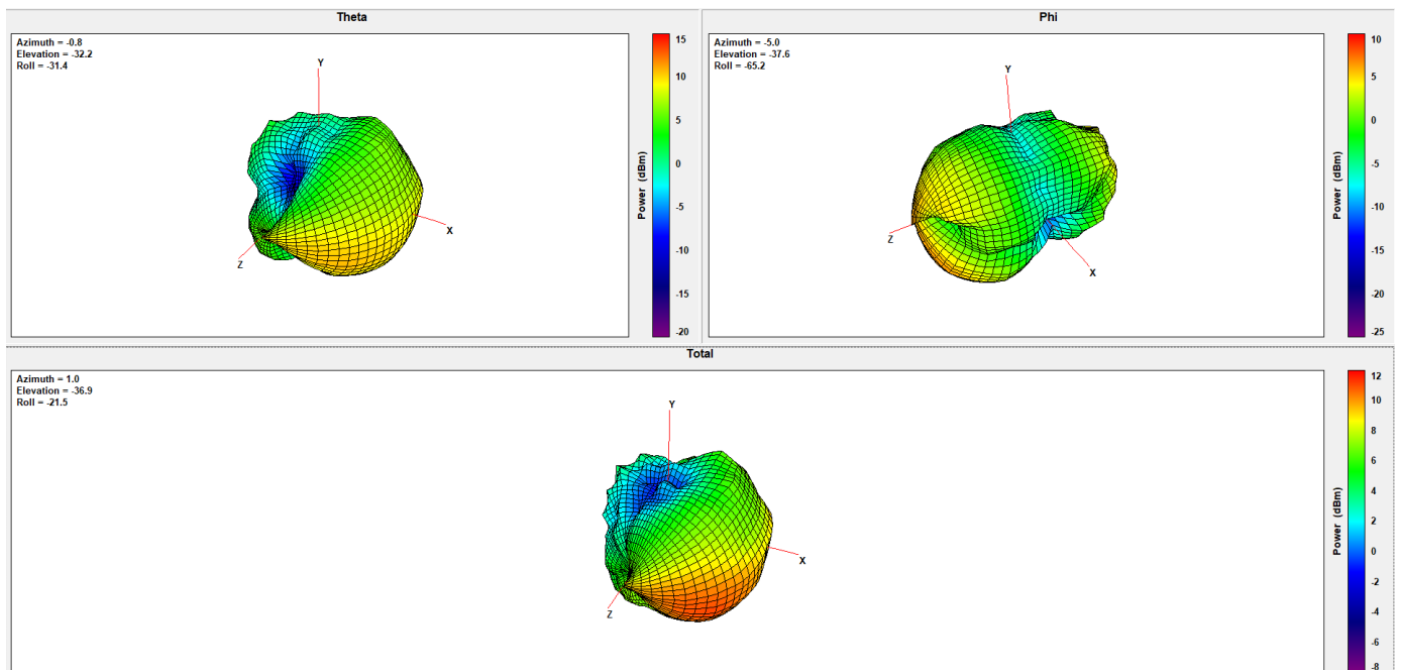 Theta
Azimuth = -0.8
Elevation = -32.2
Roll = -31.4
Y
X
Z
15
10
5
0
-5
-10
-15
-20
Power (dBm)
Phi
Azimuth = -5.0
Elevation = -37.6
Roll = -65.2
Y
Z
X
10
5
0
-5
-10
-15
-20
-25
Power (dBm)
Total
Azimuth = 1.0
Elevation = -36.9
Roll = -21.5
Y
X
Z
12
10
8
6
4
2
0
-2
-4
-6
-8
Power (dBm)